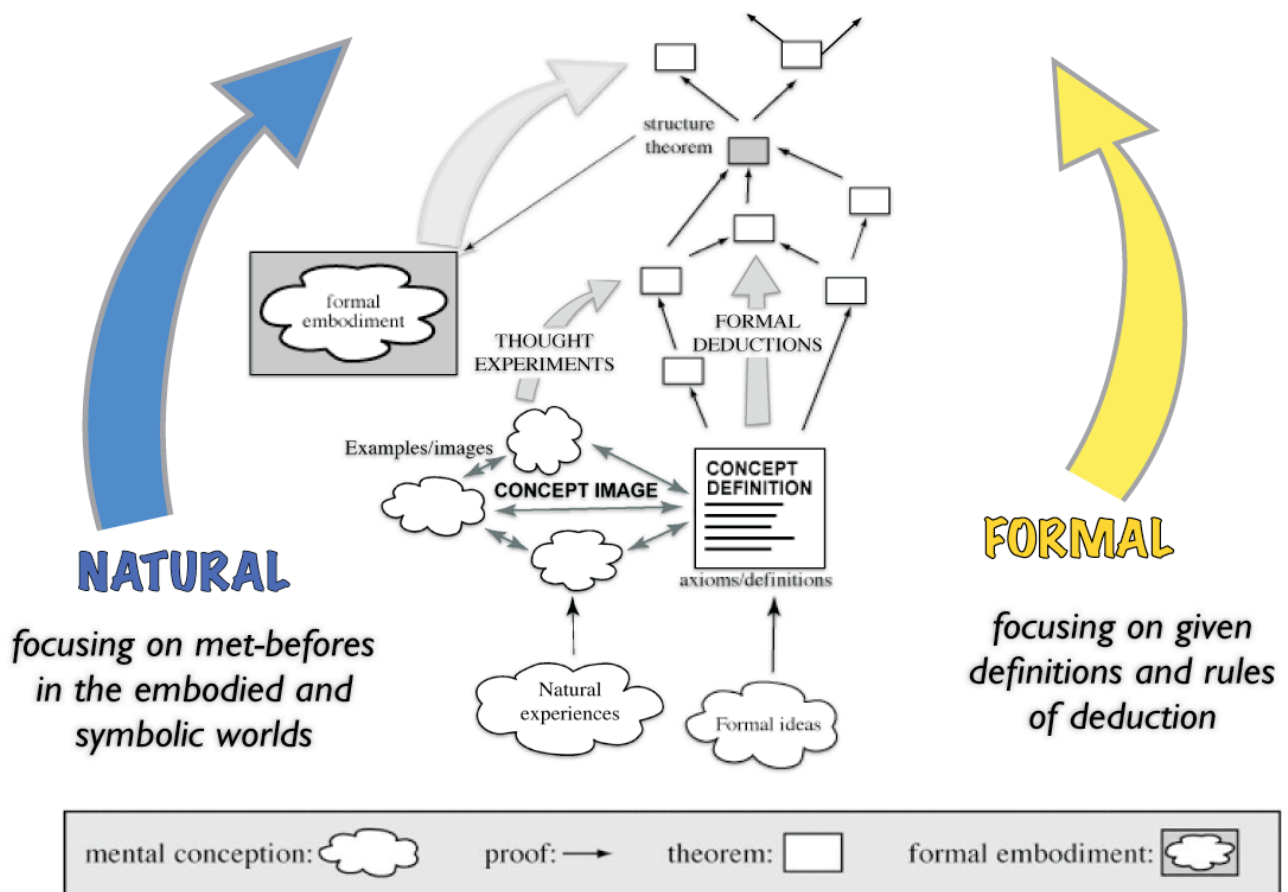 structure
theorem
formal
embodiment
THOUGHT
EXPERIMENTS
FORMAL
DEDUCTIONS
Examples/images
CONCEPT IMAGE
CONCEPT
DEFINITION
axioms/definitions
NATURAL
focusing on met-befores
in the embodied and
symbolic worlds
FORMAL
focusing on given
definitions and rules
of deduction
Natural
experiences
Formal ideas
mental conception:
proof:
theorem:
formal embodiment: